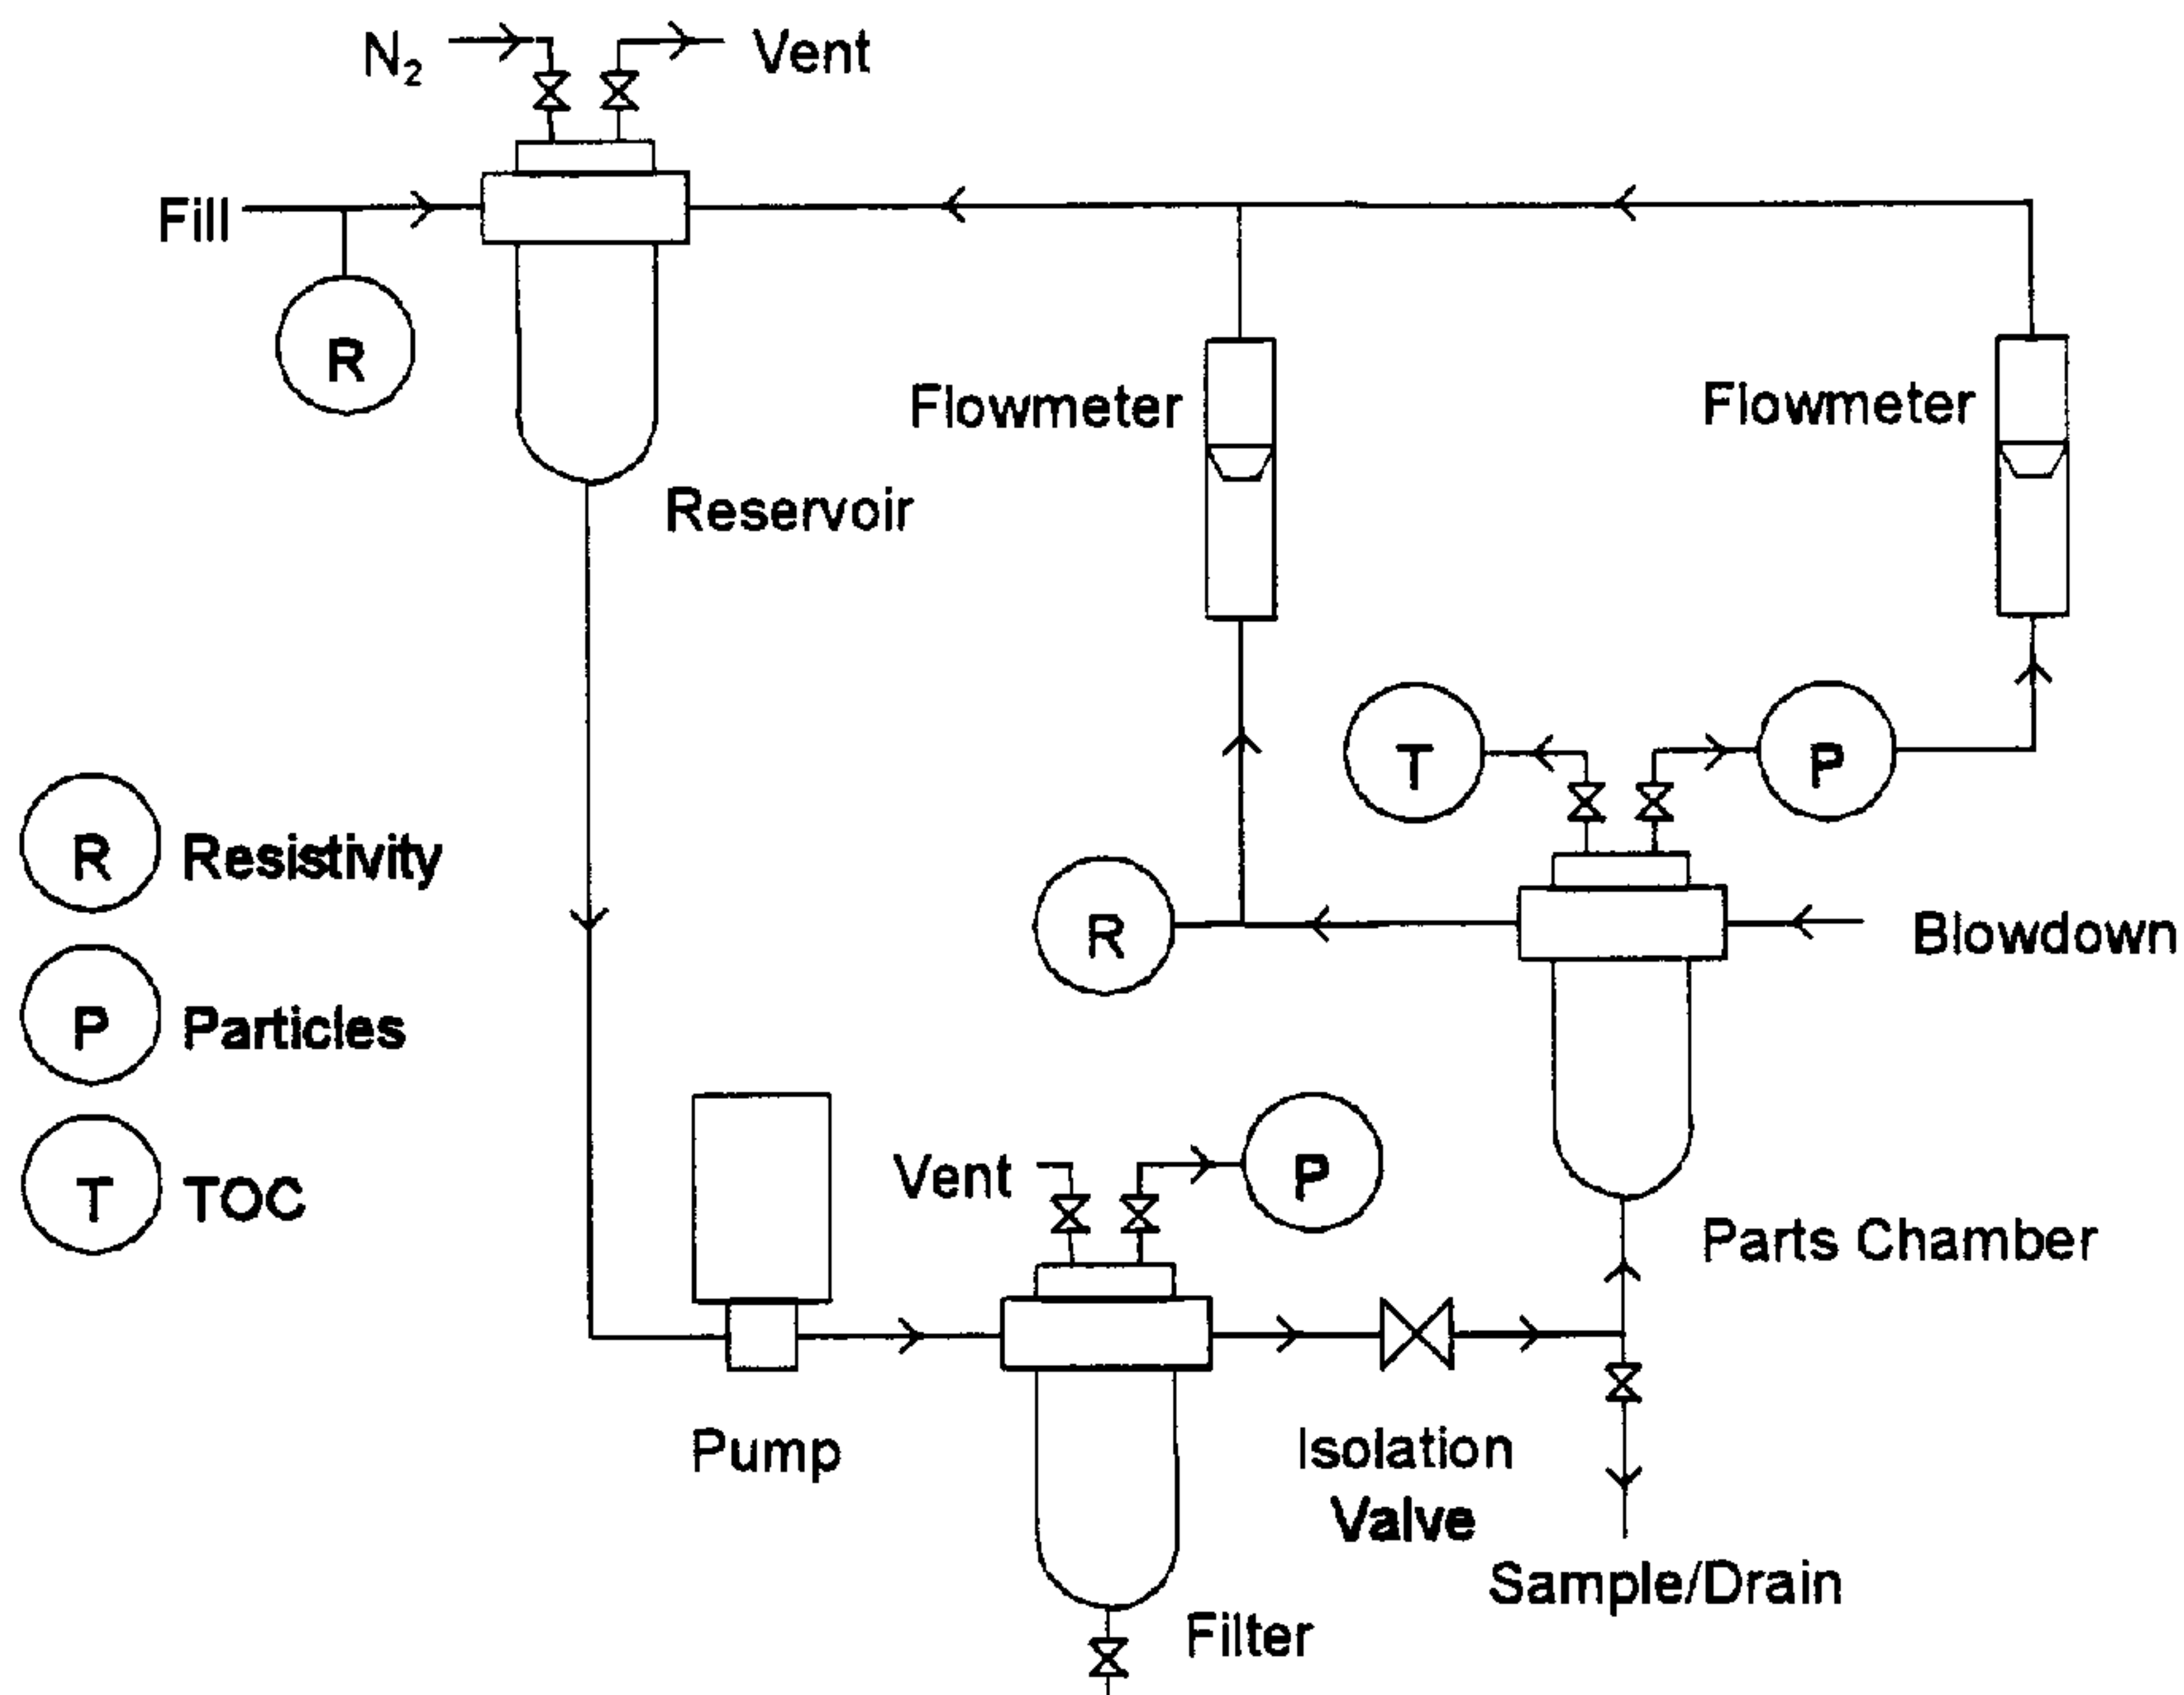 N₂
Vent
Fill
R
Flowmeter
Flowmeter
Reservoir
T
P
R
Resistivity
R
Blowdown
P
Particles
Vent
P
T
TOC
Parts Chamber
Pump
Isolation
Valve
Sample/Drain
Filter